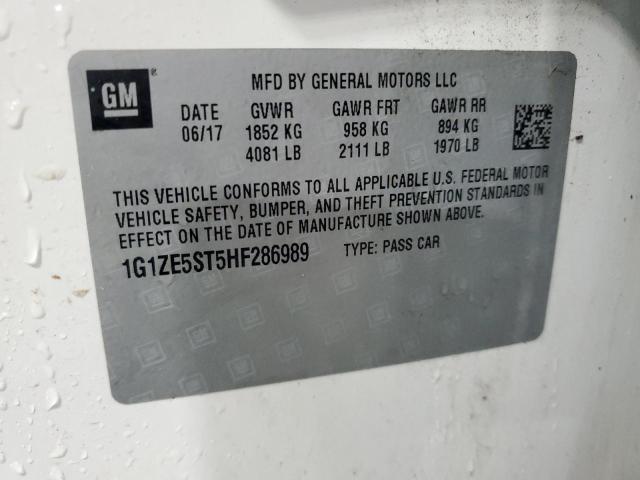 GM®
MFD BY GENERAL MOTORS LLC
DATE GVWR GAWR FRT GAWR RR
06/17 1852 KG 958 KG 894 KG
4081 LB 2111 LB 1970 LB
THIS VEHICLE CONFORMS TO ALL APPLICABLE U.S. FEDERAL MOTOR
VEHICLE SAFETY, BUMPER, AND THEFT PREVENTION STANDARDS IN
EFFECT ON THE DATE OF MANUFACTURE SHOWN ABOVE.
1G1ZE5ST5HF286989 TYPE: PASS CAR